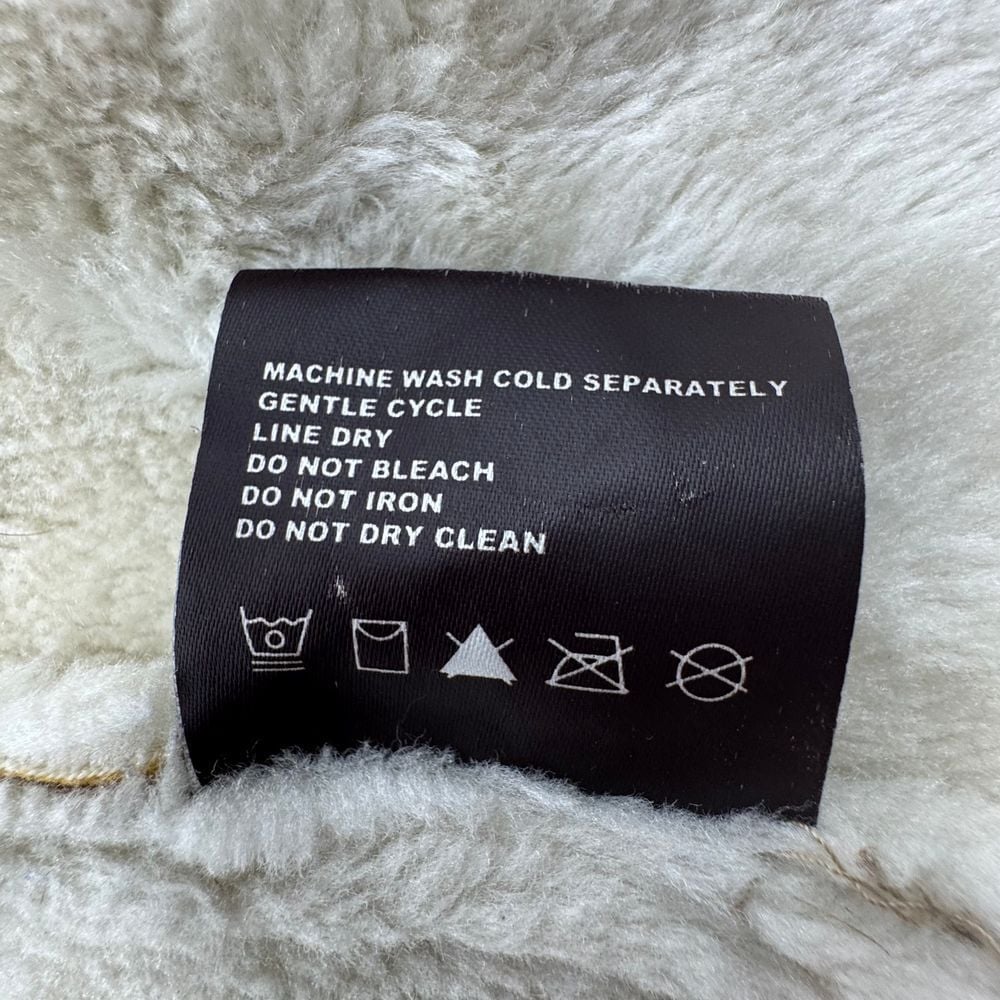 MACHINE WASH COLD SEPARATELY
GENTLE CYCLE
LINE DRY
DO NOT BLEACH
DO NOT IRON
DO NOT DRY CLEAN